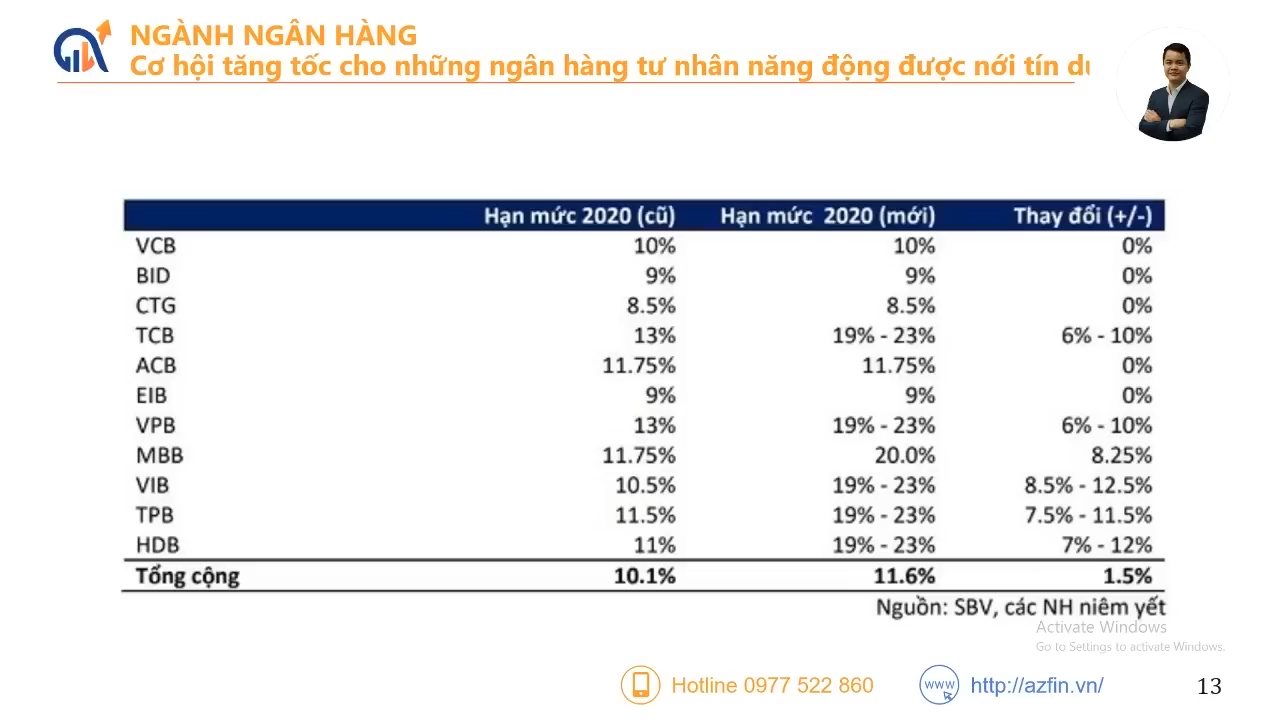 NGÀNH NGÂN HÀNG
Cơ hội tăng tốc cho những ngân hàng tư nhân năng động được nới tín
Hạn mức 2020 (cũ) Hạn mức 2020 (mới) Thay đổi (+/-)
VCB 10% 10% 0%
BID 9% 9% 0%
CTG 8.5% 8.5% 0%
TCB 13% 19% - 23% 6% - 10%
ACB 11.75% 11.75% 0%
EIB 9% 9% 0%
VPB 13% 19% - 23% 6% - 10%
MBB 11.75% 20.0% 8.25%
VIB 10.5% 19% - 23% 8.5% - 12.5%
TPB 11.5% 19% - 23% 7.5% - 11.5%
HDB 11% 19% - 23% 7% - 12%
Tổng cộng 10.1% 11.6% 1.5%
Nguồn: SBV, các NH niêm yết
Activate Windows
Go to Settings to activate Windows.
Hotline 0977 522 860 www http://azfin.vn/ 13